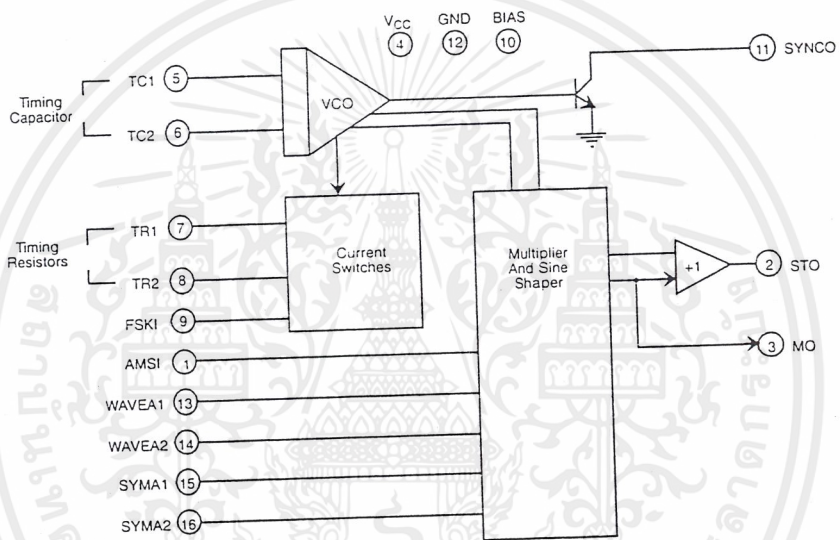 VCC GND BIAS
4 12 10
11 SYNCO
TC1 5
Timing
Capacitor
VCO
TC2 6
TR1 7
Timing
Resistors
Current
Switches
Multiplier
And Sine
Shaper
+1
2 STO
TR2 8
FSKI 9
3 MO
AMSI 1
WAVEA1 13
WAVEA2 14
SYMA1 15
SYMA2 16